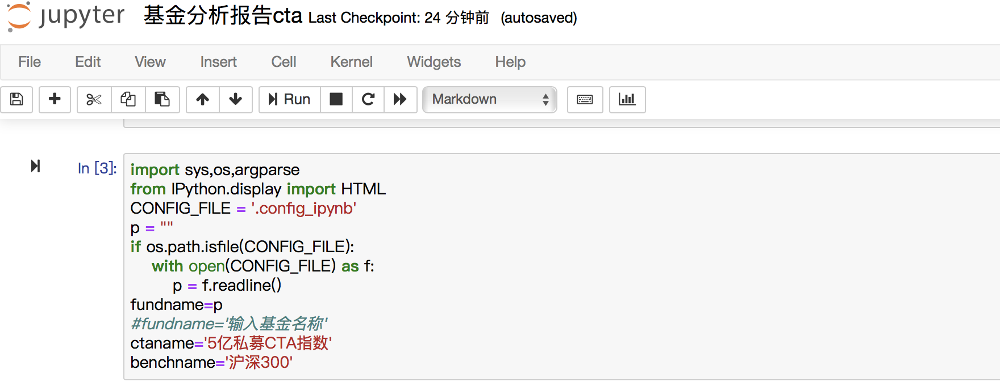 jupyter 基金分析报告cta Last Checkpoint: 24 分钟前 (autosaved)
File Edit View Insert Cell Kernel Widgets Help
Run Markdown
In [3]:
import sys,os,argparse
from IPython.display import HTML
CONFIG_FILE = '.config_ipynb'
p = ""
if os.path.isfile(CONFIG_FILE):
    with open(CONFIG_FILE) as f:
        p = f.readline()
fundname=p
#fundname='输入基金名称'
ctaname='5亿私募CTA指数'
benchname='沪深300'